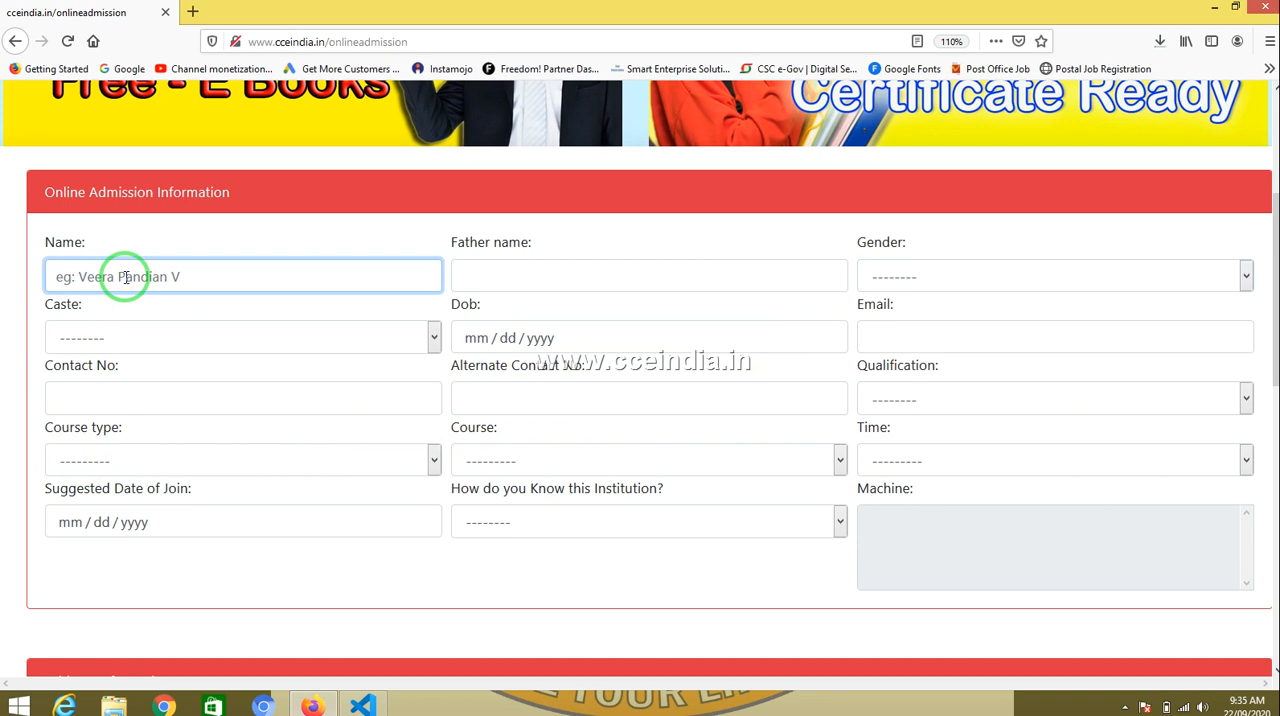 cceindia.in/onlineadmission
www.cceindia.in/onlineadmission
110%
Getting Started
Google
Channel monetization...
Get More Customers ...
Instamojo
Freedom! Partner Das...
Smart Enterprise Soluti...
CSC e-Gov | Digital Se...
Google Fonts
Post Office Job
Postal Job Registration
Free - E Books
Certificate Ready
Online Admission Information
Name:
Father name:
Gender:
eg: Veera Pandian V
--------
Caste:
Dob:
Email:
--------
mm / dd / yyyy
www.cceindia.in
Contact No:
Alternate Contact No:
Qualification:
--------
Course type:
Course:
Time:
---------
---------
---------
Suggested Date of Join:
How do you Know this Institution?
Machine:
mm / dd / yyyy
--------
9:35 AM
22/09/2020